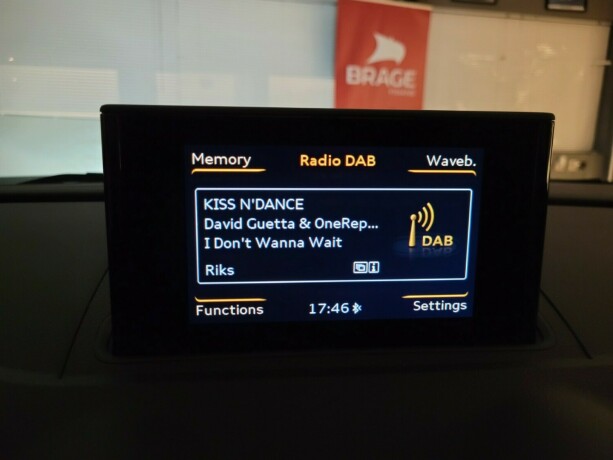 BRAGE
Memory Radio DAB Waveb.
KISS N'DANCE
David Guetta & OneRep...
I Don't Wanna Wait
DAB
Riks
Functions 17:46 Settings